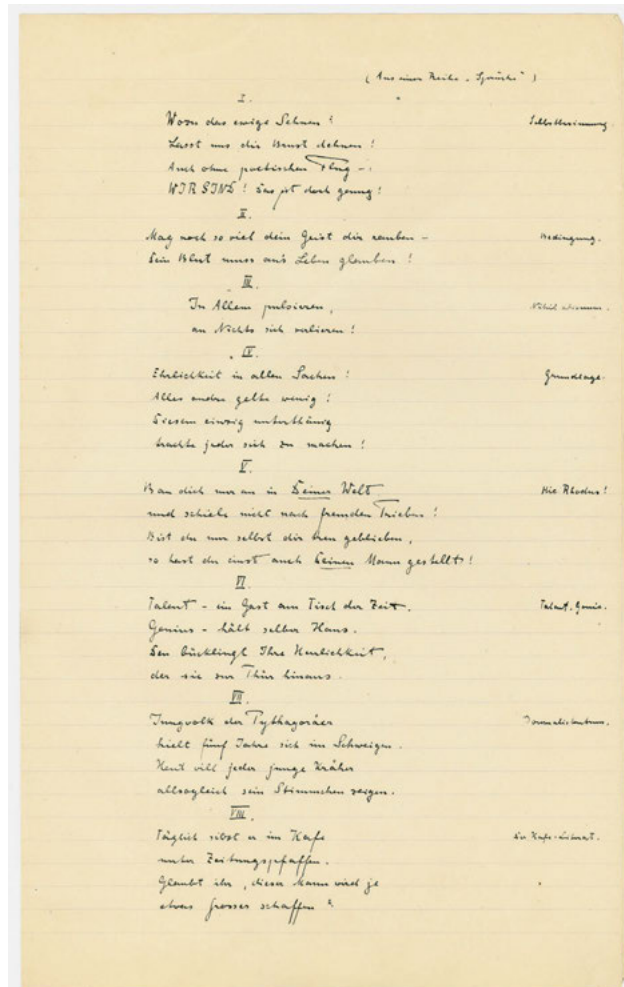 (Aus einer Reihe „Sprüche")
I.
Wozu das ewige Sehnen? Selbstbesinnung.
Lasst uns die Brust dehnen!
Auch ohne poetischen Flug –:
WIR SIND! Das ist doch genug!
II.
Mag noch so viel dein Geist dir rauben – Bedingung.
Dein Blut muss an's Leben glauben!
III.
In Allem pulsieren,
an Nichts sich verlieren!
IV.
Ehrlichkeit in allen Sachen! Grundlage.
Alles andre gelte wenig!
Diesem einzig unterthänig
trachte jeder sich zu machen!
V.
Bau dich nur an in Deiner Welt Hic Rhodus!
und schiele nicht nach fremden Trieben!
Bist du nur selbst dir treu geblieben,
so hast du einst auch Deinen Mann gestellt!
VI.
Talent – ein Gast am Tisch der Zeit. Talent, Genie.
Genius – hält selber Haus.
Den bücklingt Ihre Herrlichkeit,
der sie zur Thür hinaus.
VII.
Jungvolk der Pythagoräer
hielt fünf Jahre sich im Schweigen.
Heut will jeder junge Kräher
allsogleich sein Stimmchen zeigen.
VIII.
Täglich sitzt er im Kafe Der Kafe-Literat.
unter Zeitungspfaffen.
Glaubt ihr, dieser Mann wird je
etwas Grosses schaffen?